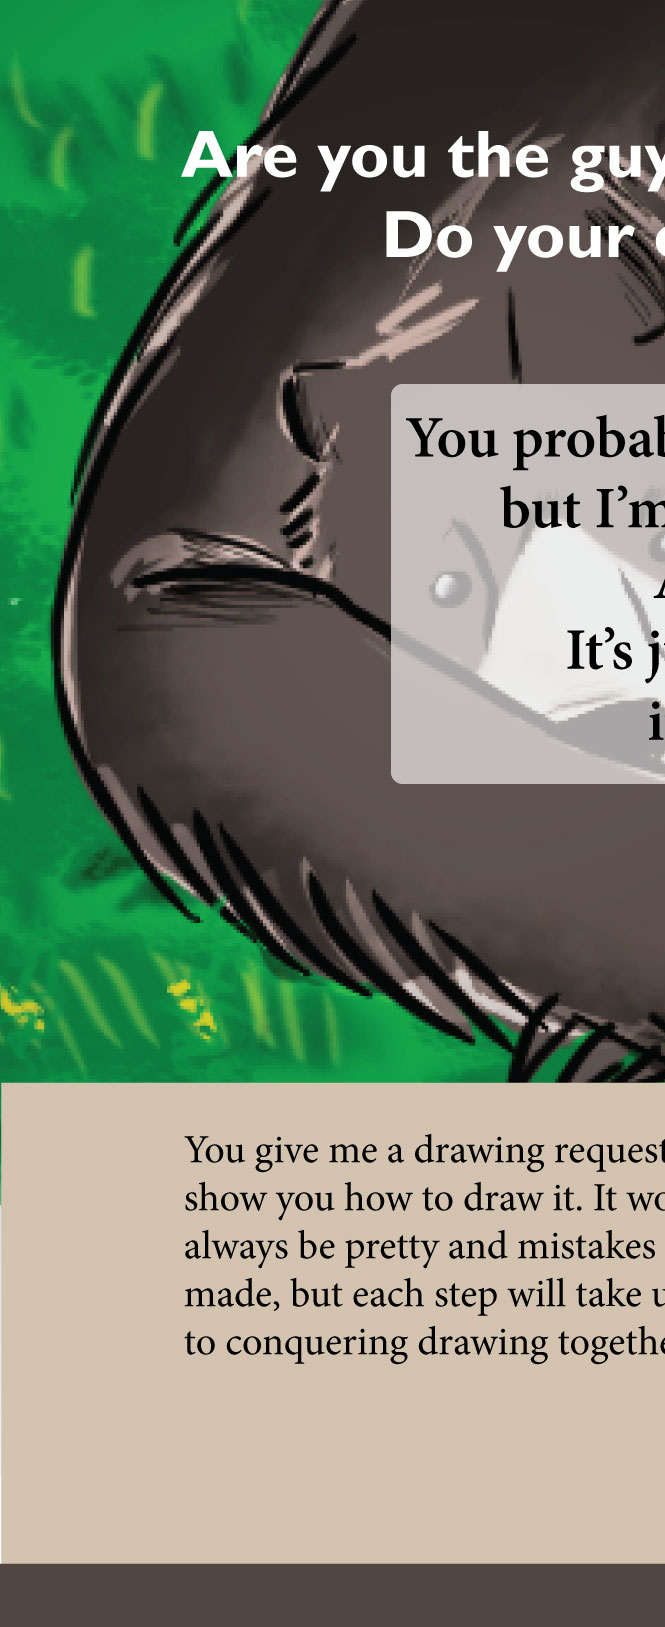 Are you the guy
Do your
You probab
but I'm
It's j
i
You give me a drawing request
show you how to draw it. It wo
always be pretty and mistakes
made, but each step will take u
to conquering drawing togethe